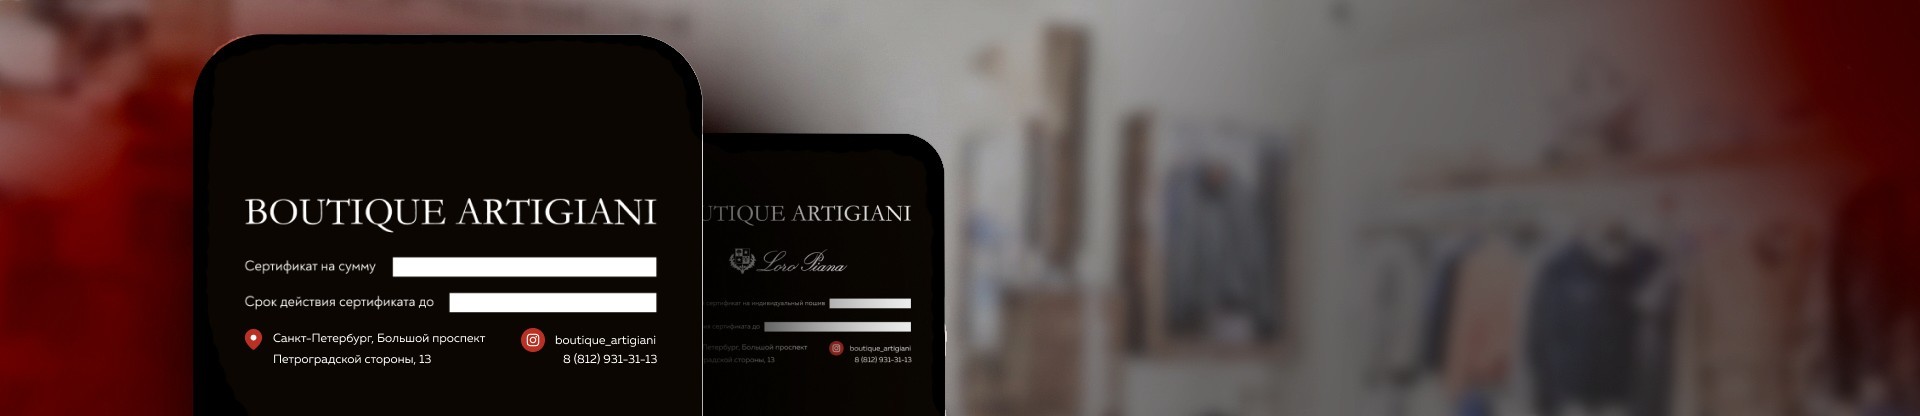 BOUTIQUE ARTIGIANI
Сертификат на сумму
Срок действия сертификата до
Санкт-Петербург, Большой проспект
Петроградской стороны, 13
boutique_artigiani
8 (812) 931-31-13
UTIQUE ARTIGIANI
Loro Piana
сертификат на индивидуальный пошив
сертификата до
Петербург, Большой проспект
градской стороны, 13
boutique_artigiani
8 (812) 931-31-13